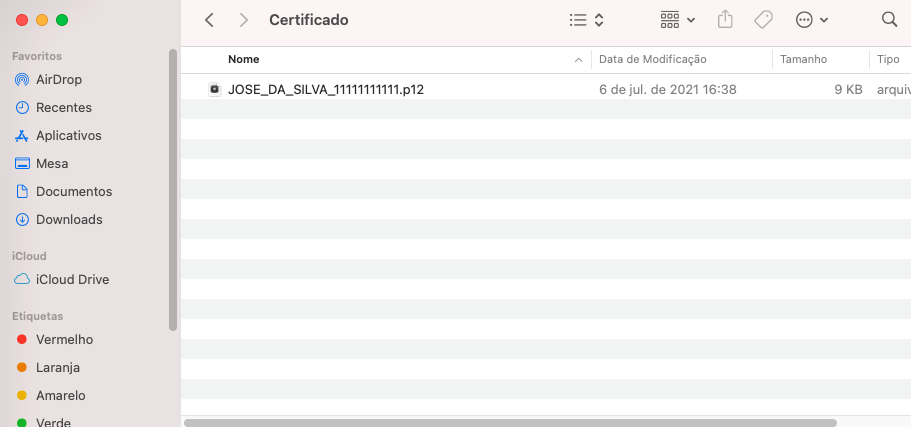 Certificado
Favoritos
AirDrop
Recentes
Aplicativos
Mesa
Documentos
Downloads
iCloud
iCloud Drive
Etiquetas
Vermelho
Laranja
Amarelo
Verde
Nome Data de Modificação Tamanho Tipo
JOSE_DA_SILVA_11111111111.p12 6 de jul. de 2021 16:38 9 KB arquiv